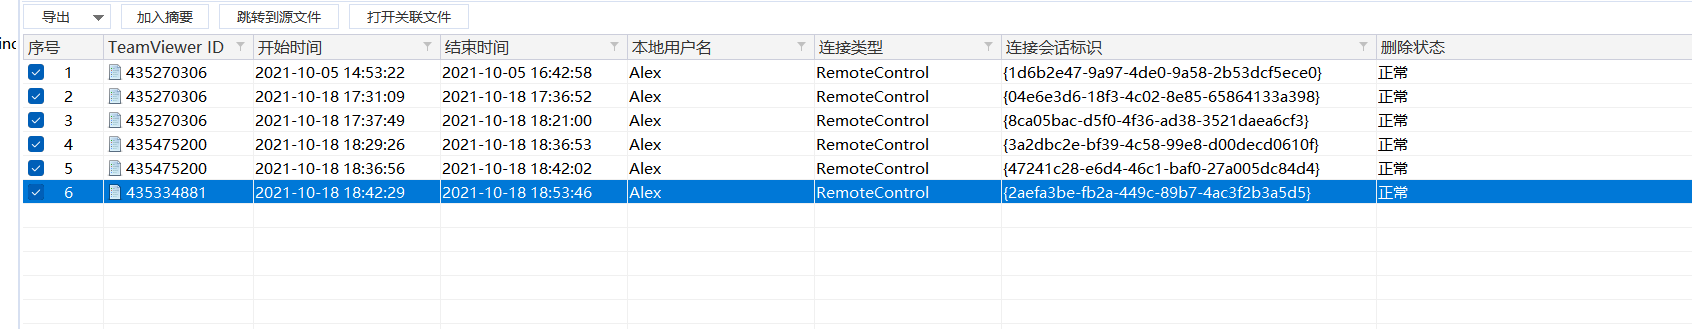 导出 加入摘要 跳转到源文件 打开关联文件
序号 TeamViewer ID 开始时间 结束时间 本地用户名 连接类型 连接会话标识 删除状态
1 435270306 2021-10-05 14:53:22 2021-10-05 16:42:58 Alex RemoteControl {1d6b2e47-9a97-4de0-9a58-2b53dcf5ece0} 正常
2 435270306 2021-10-18 17:31:09 2021-10-18 17:36:52 Alex RemoteControl {04e6e3d6-18f3-4c02-8e85-65864133a398} 正常
3 435270306 2021-10-18 17:37:49 2021-10-18 18:21:00 Alex RemoteControl {8ca05bac-d5f0-4f36-ad38-3521daea6cf3} 正常
4 435475200 2021-10-18 18:29:26 2021-10-18 18:36:53 Alex RemoteControl {3a2dbc2e-bf39-4c58-99e8-d00decd0610f} 正常
5 435475200 2021-10-18 18:36:56 2021-10-18 18:42:02 Alex RemoteControl {47241c28-e6d4-46c1-baf0-27a005dc84d4} 正常
6 435334881 2021-10-18 18:42:29 2021-10-18 18:53:46 Alex RemoteControl {2aefa3be-fb2a-449c-89b7-4ac3f2b3a5d5} 正常